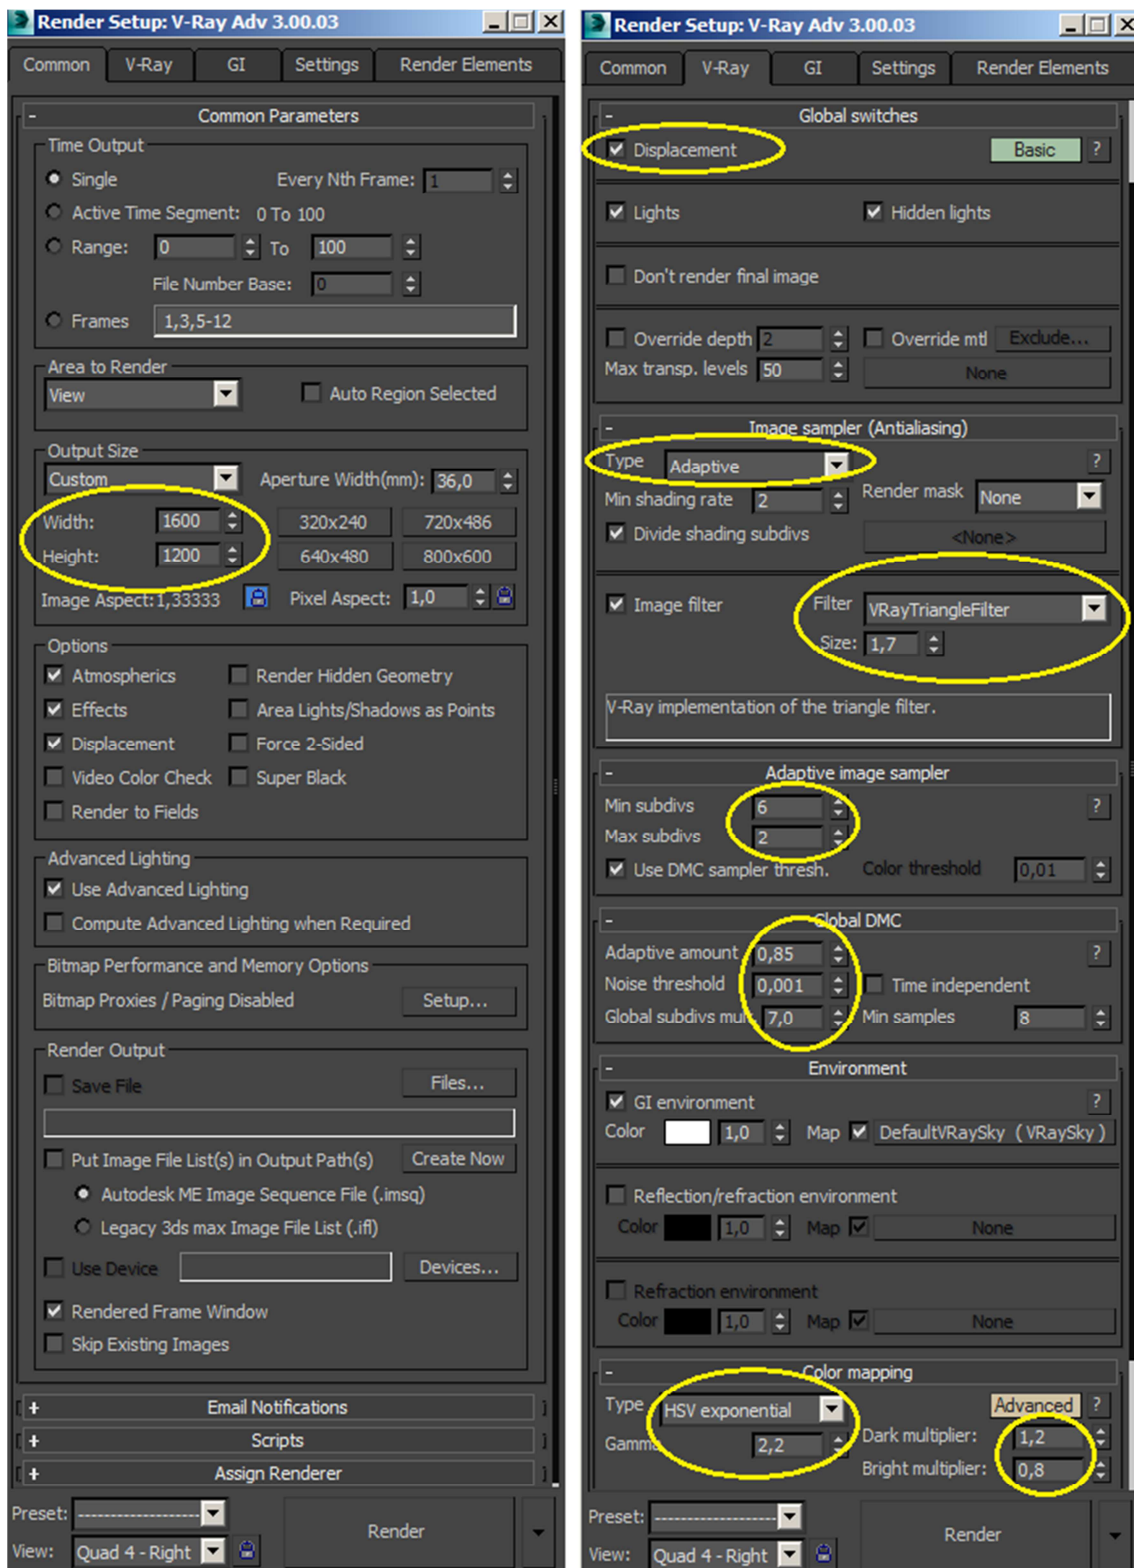 Render Setup: V-Ray Adv 3.00.03
Common V-Ray GI Settings Render Elements
- Common Parameters
Time Output
Single Every Nth Frame: 1
Active Time Segment: 0 To 100
Range: 0 To 100
File Number Base: 0
Frames 1,3,5-12
Area to Render
View Auto Region Selected
Output Size
Custom Aperture Width(mm): 36,0
Width: 1600 320x240 720x486
Height: 1200 640x480 800x600
Image Aspect: 1,33333 Pixel Aspect: 1,0
Options
Atmospherics Render Hidden Geometry
Effects Area Lights/Shadows as Points
Displacement Force 2-Sided
Video Color Check Super Black
Render to Fields
Advanced Lighting
Use Advanced Lighting
Compute Advanced Lighting when Required
Bitmap Performance and Memory Options
Bitmap Proxies / Paging Disabled Setup...
Render Output
Save File Files...
Put Image File List(s) in Output Path(s) Create Now
Autodesk ME Image Sequence File (.imsq)
Legacy 3ds max Image File List (.ifl)
Use Device Devices...
Rendered Frame Window
Skip Existing Images
+ Email Notifications
+ Scripts
+ Assign Renderer
Preset: --------------------
View: Quad 4 - Right Render
Render Setup: V-Ray Adv 3.00.03
Common V-Ray GI Settings Render Elements
- Global switches
Displacement Basic ?
Lights Hidden lights
Don't render final image
Override depth 2 Override mtl Exclude...
Max transp. levels 50 None
- Image sampler (Antialiasing)
Type Adaptive ?
Min shading rate 2 Render mask None
Divide shading subdivs <None>
Image filter Filter VRayTriangleFilter
Size: 1,7
V-Ray implementation of the triangle filter.
- Adaptive image sampler
Min subdivs 6 ?
Max subdivs 2
Use DMC sampler thresh. Color threshold 0,01
- Global DMC
Adaptive amount 0,85 ?
Noise threshold 0,001 Time independent
Global subdivs mult. 7,0 Min samples 8
- Environment
GI environment ?
Color 1,0 Map DefaultVRaySky ( VRaySky )
Reflection/refraction environment
Color 1,0 Map None
Refraction environment
Color 1,0 Map None
- Color mapping
Type HSV exponential Advanced ?
Gamma 2,2 Dark multiplier: 1,2
Bright multiplier: 0,8
Preset: --------------------
View: Quad 4 - Right Render